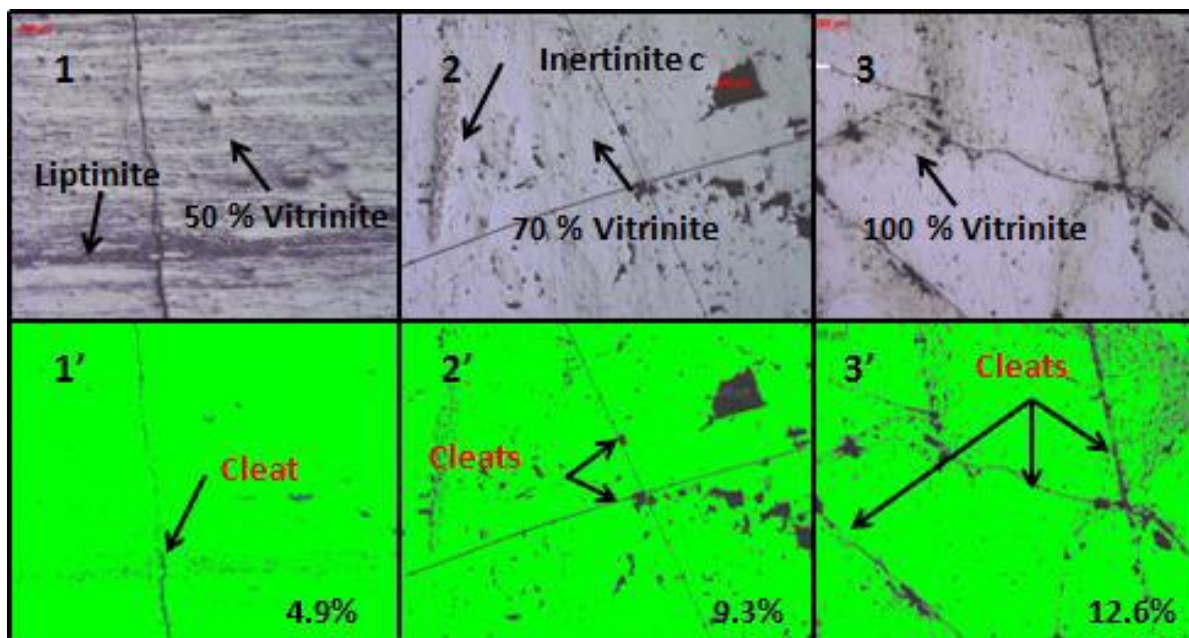 1
Liptinite
50 % Vitrinite
2
Inertinite c
70 % Vitrinite
3
100 % Vitrinite
1’
Cleat
4.9%
2’
Cleats
9.3%
3’
Cleats
12.6%